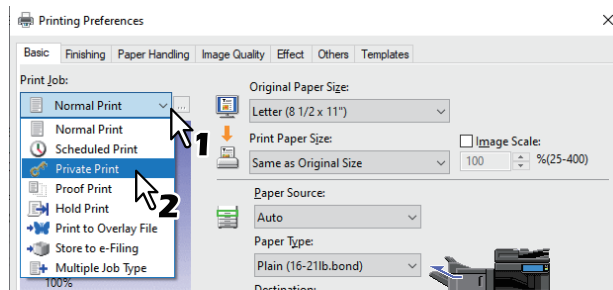 Printing Preferences
Basic Finishing Paper Handling Image Quality Effect Others Templates
Print Job:
Normal Print ...
Normal Print
Scheduled Print
Private Print
Proof Print
Hold Print
Print to Overlay File
Store to e-Filing
Multiple Job Type
100%
1
2
Original Paper Size:
Letter (8 1/2 x 11")
Print Paper Size:
Same as Original Size
Image Scale:
100 %(25-400)
Paper Source:
Auto
Paper Type:
Plain (16-21lb.bond)
Destination: